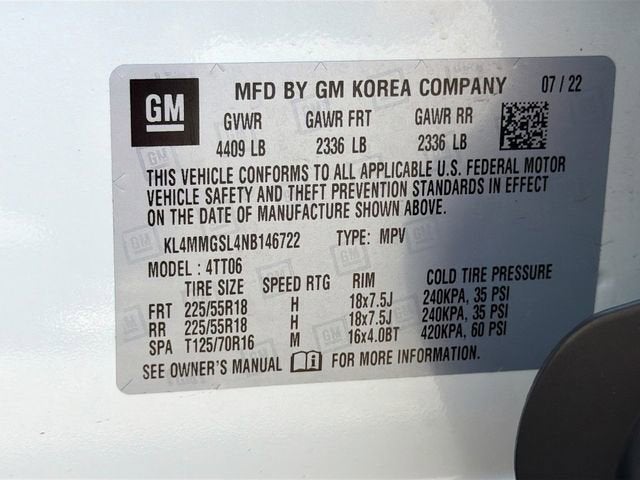 GM MFD BY GM KOREA COMPANY 07 / 22
GVWR GAWR FRT GAWR RR
4409 LB 2336 LB 2336 LB
THIS VEHICLE CONFORMS TO ALL APPLICABLE U.S. FEDERAL MOTOR
VEHICLE SAFETY AND THEFT PREVENTION STANDARDS IN EFFECT
ON THE DATE OF MANUFACTURE SHOWN ABOVE.
KL4MMGSL4NB146722 TYPE: MPV
MODEL: 4TT06
TIRE SIZE SPEED RTG RIM COLD TIRE PRESSURE
FRT 225/55R18 H 18x7.5J 240KPA, 35 PSI
RR 225/55R18 H 18x7.5J 240KPA, 35 PSI
SPA T125/70R16 M 16x4.0BT 420KPA, 60 PSI
SEE OWNER'S MANUAL FOR MORE INFORMATION.